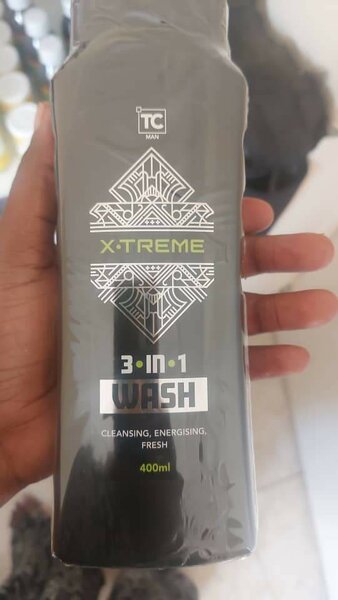 TC
MAN
X•TREME
3•IN•1
WASH
CLEANSING, ENERGISING,
FRESH
400ml